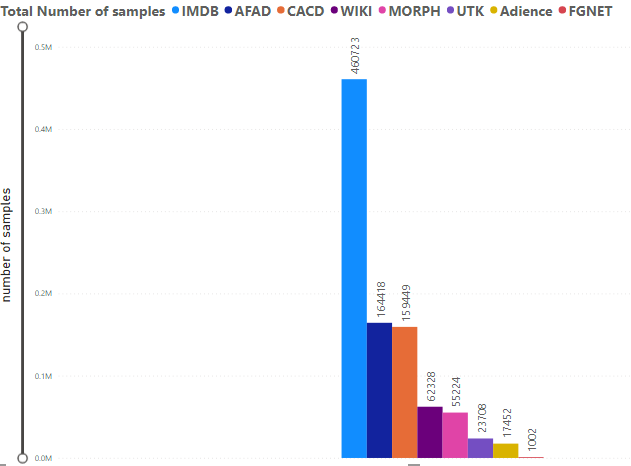 Total Number of samples IMDB AFAD CACD WIKI MORPH UTK Adience FGNET
0.5M
0.4M
0.3M
0.2M
0.1M
0.0M
number of samples
460723
164418
159449
62328
55224
23708
17452
1002